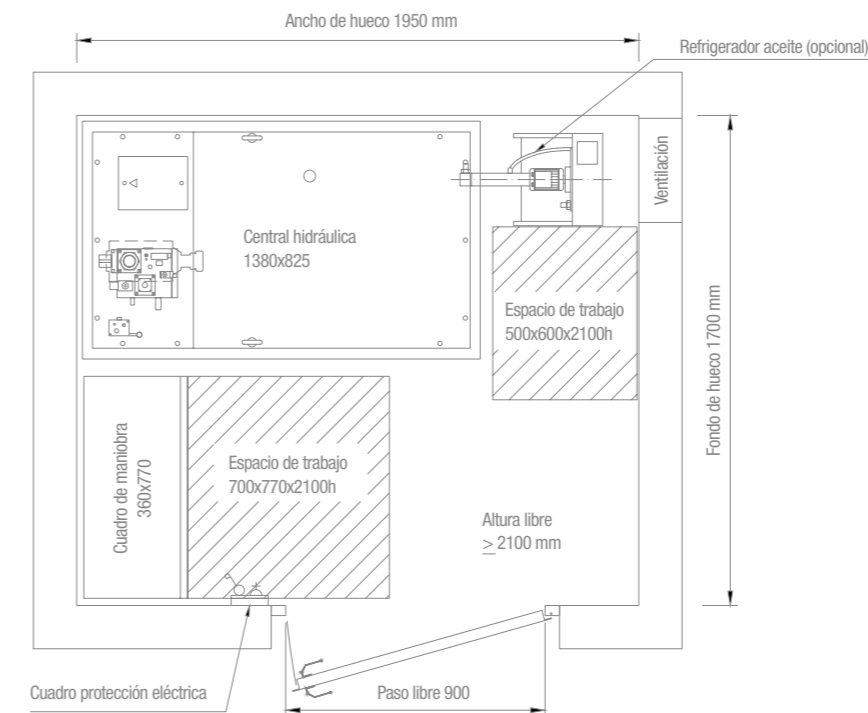 Ancho de hueco 1950 mm
Refrigerador aceite (opcional)
Ventilación
Central hidráulica
1380x825
Espacio de trabajo
500x600x2100h
Fondo de hueco 1700 mm
Cuadro de maniobra
360x770
Espacio de trabajo
700x770x2100h
Altura libre
≥ 2100 mm
Cuadro protección eléctrica
Paso libre 900